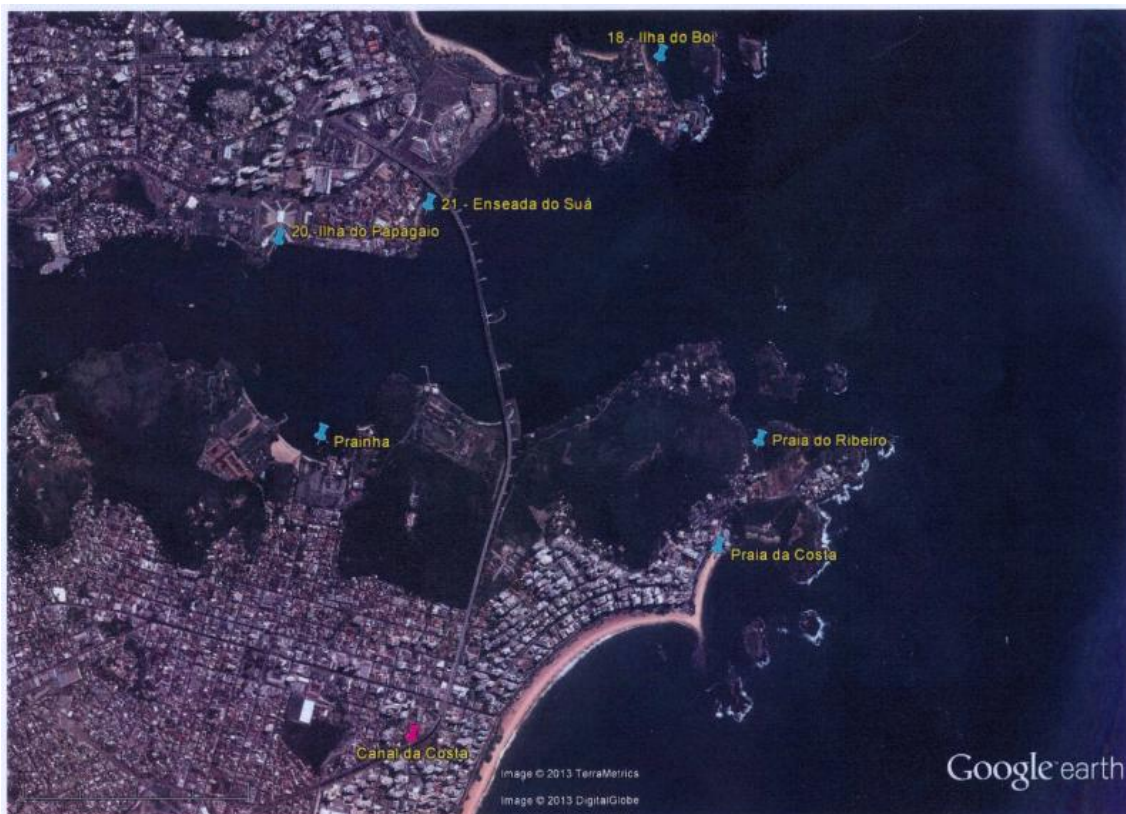 18 - Ilha do Boi
21 - Enseada do Suá
20 - Ilha do Papagaio
Prainha
Praia do Ribeiro
Praia da Costa
Canal da Costa
Image © 2013 TerraMetrics
Image © 2013 DigitalGlobe
Google earth